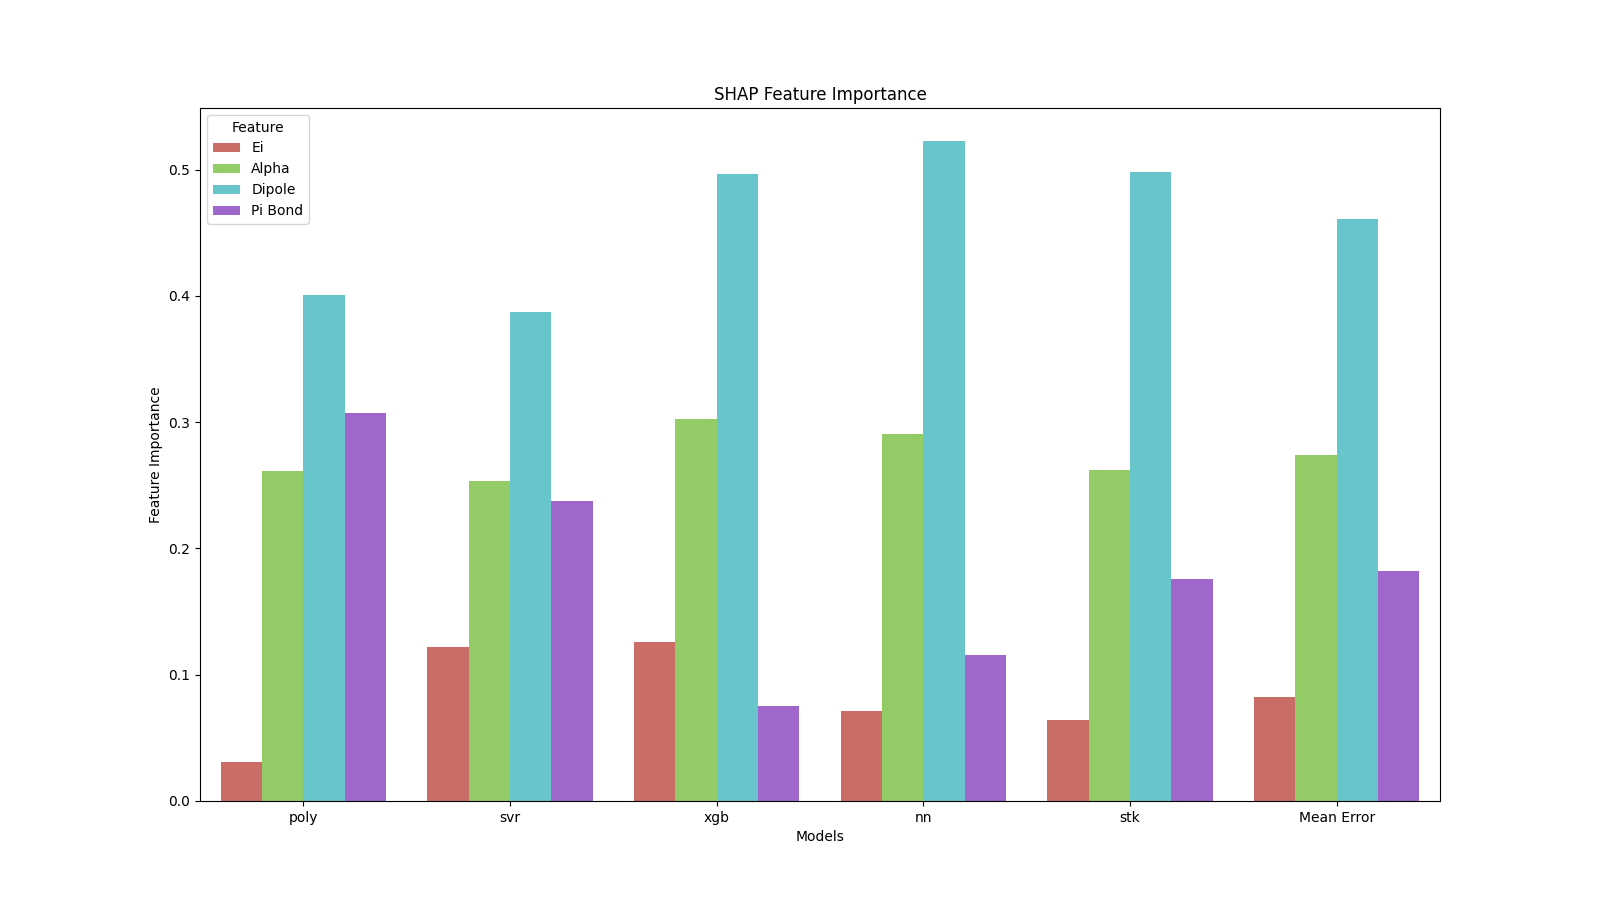 SHAP Feature Importance
Feature
Ei
Alpha
Dipole
Pi Bond
Feature Importance
0.5
0.4
0.3
0.2
0.1
0.0
poly svr xgb nn stk Mean Error
Models